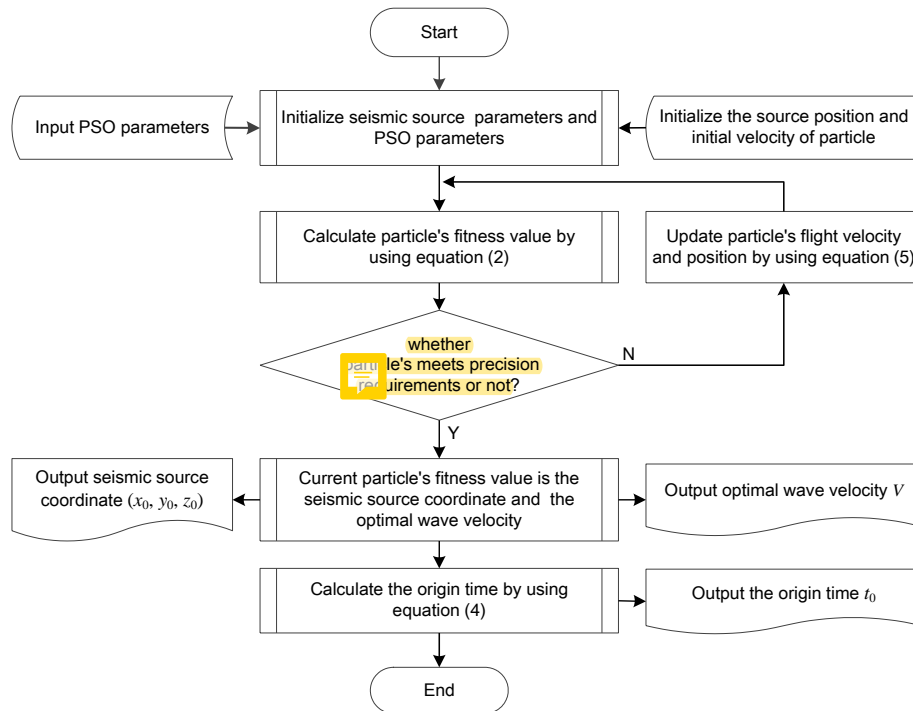 Start
Input PSO parameters
Initialize seismic source parameters and
PSO parameters
Initialize the source position and
initial velocity of particle
Calculate particle's fitness value by
using equation (2)
Update particle's flight velocity
and position by using equation (5)
whether
particle's meets precision
requirements or not?
N
Y
Output seismic source
coordinate (x₀, y₀, z₀)
Current particle's fitness value is the
seismic source coordinate and the
optimal wave velocity
Output optimal wave velocity V
Calculate the origin time by using
equation (4)
Output the origin time t₀
End